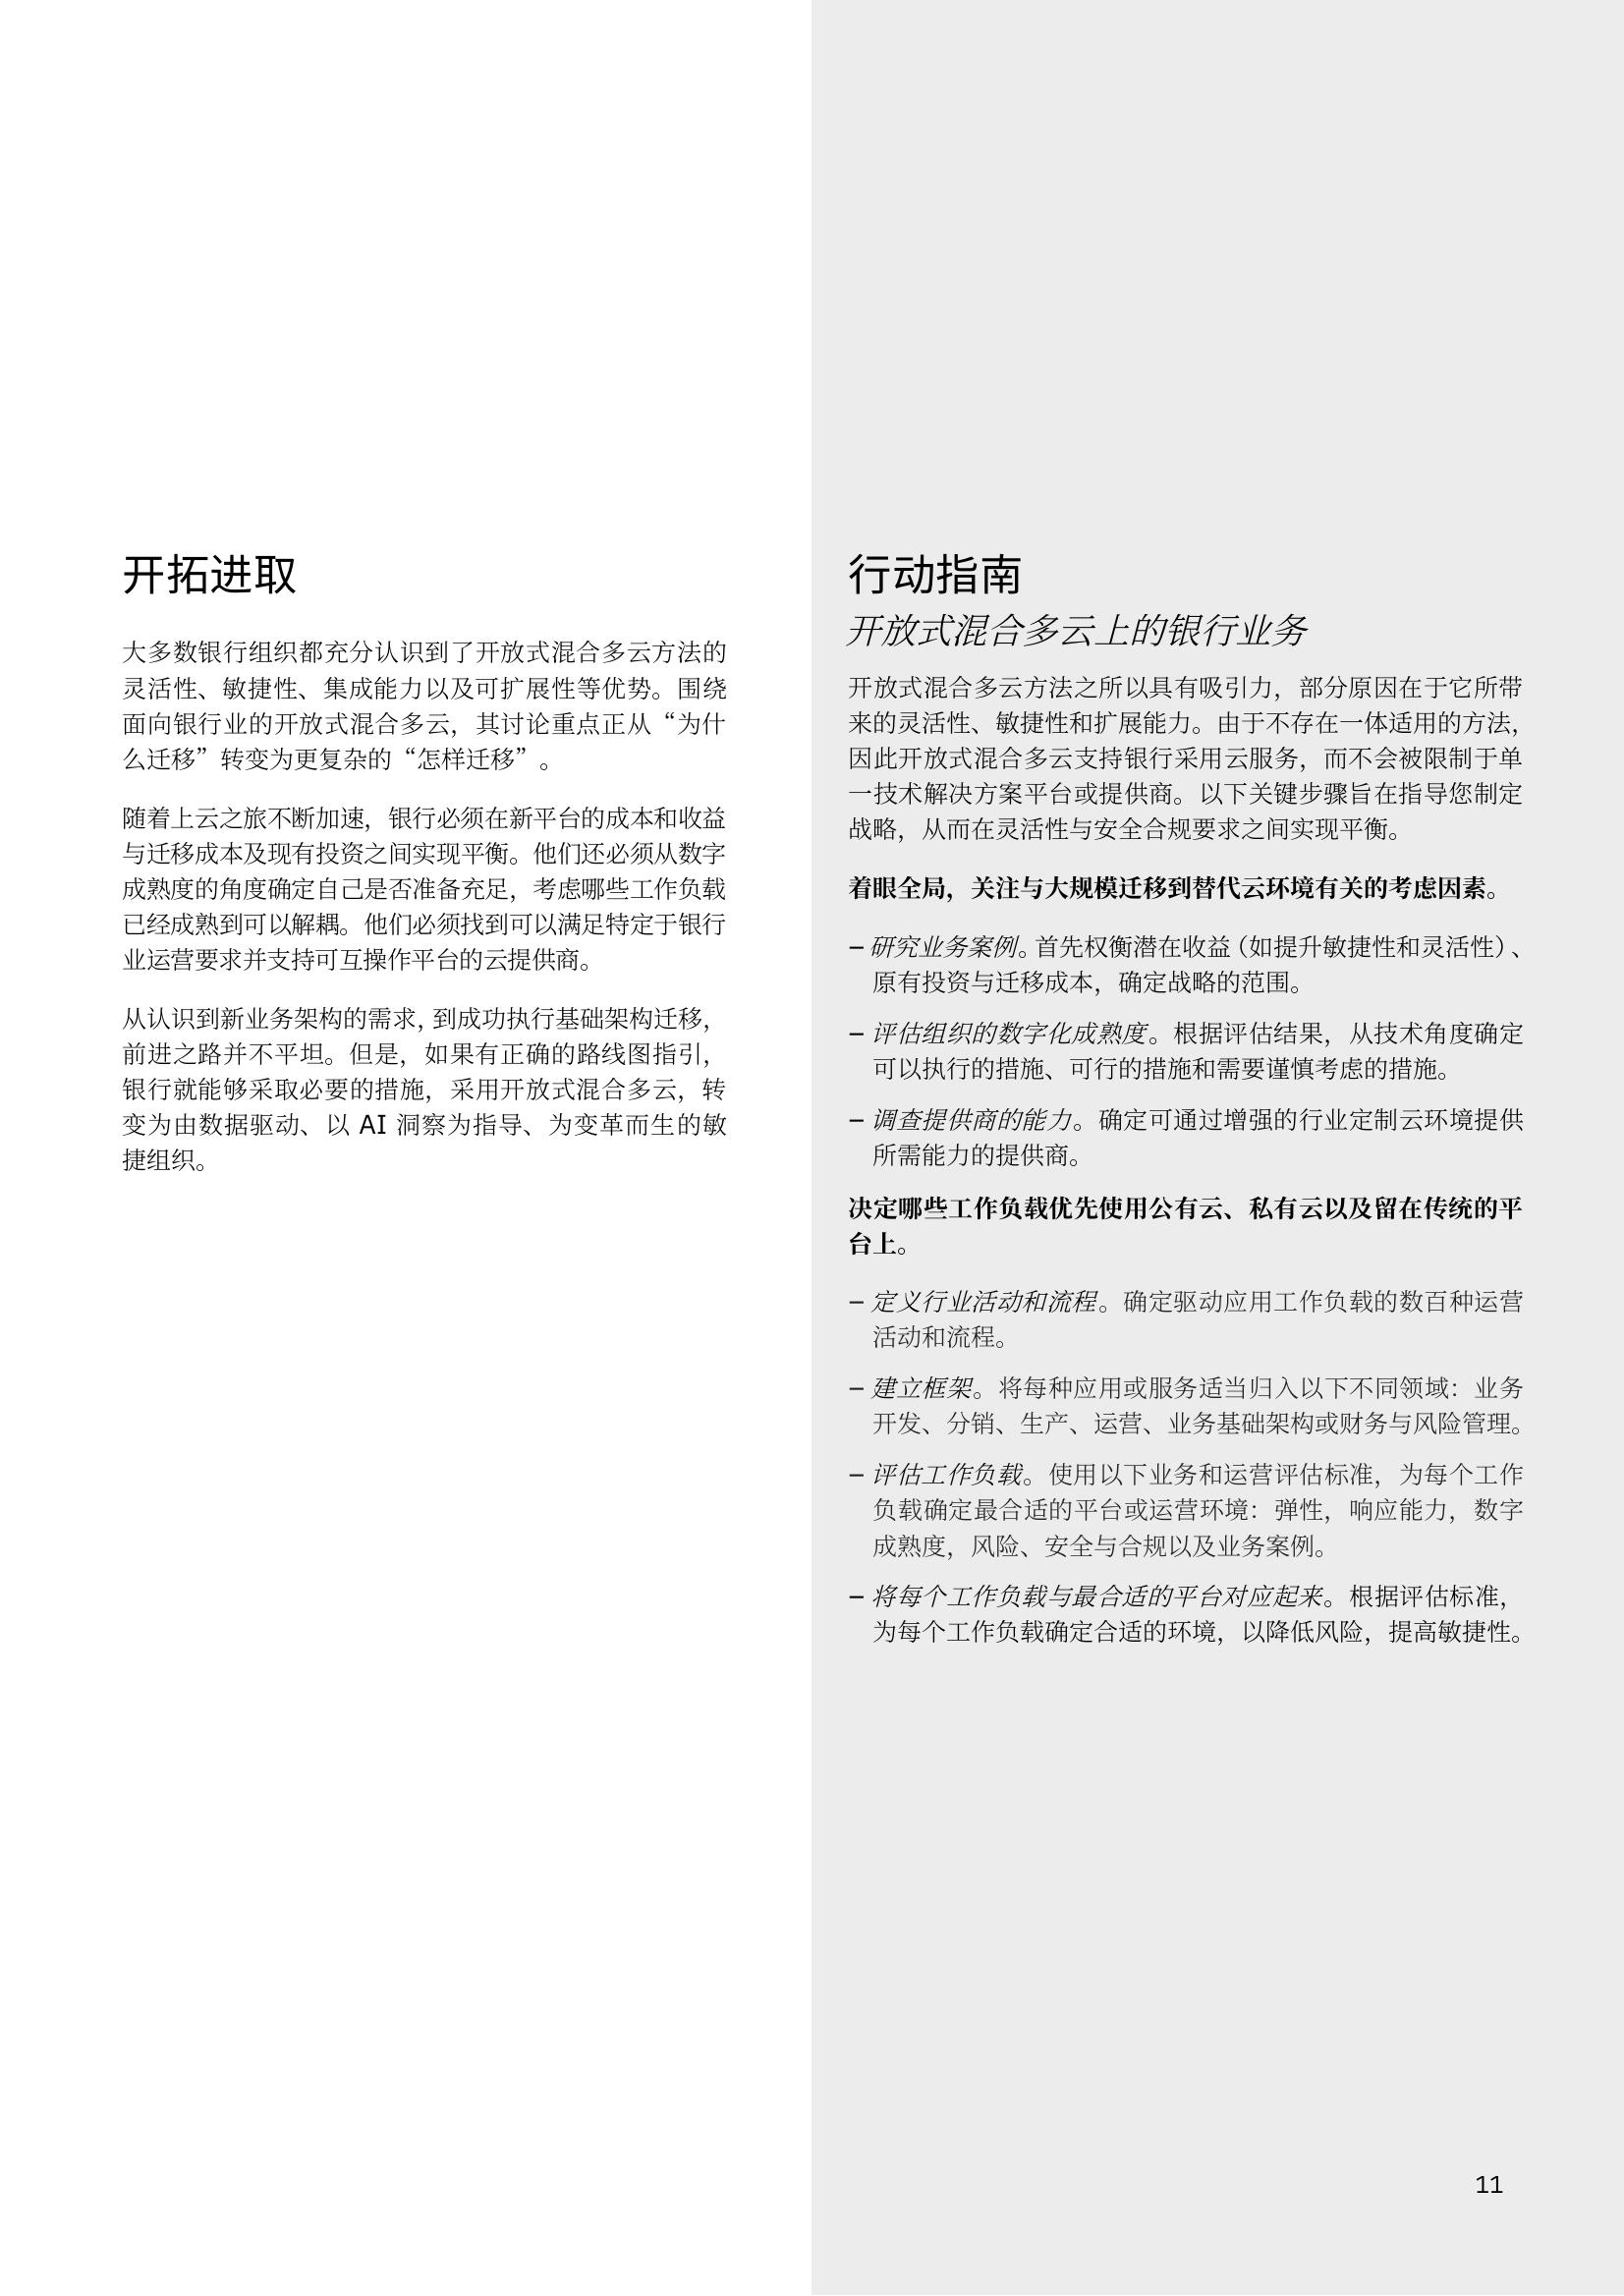 开拓进取
大多数银行组织都充分认识到了开放式混合多云方法的
灵活性、敏捷性、集成能力以及可扩展性等优势。围绕
面向银行业的开放式混合多云，其讨论重点正从“为什
么迁移”转变为更复杂的“怎样迁移”。
随着上云之旅不断加速，银行必须在新平台的成本和收益
与迁移成本及现有投资之间实现平衡。他们还必须从数字
成熟度的角度确定自己是否准备充足，考虑哪些工作负载
已经成熟到可以解耦。他们必须找到可以满足特定于银行
业运营要求并支持可互操作平台的云提供商。
从认识到新业务架构的需求，到成功执行基础架构迁移，
前进之路并不平坦。但是，如果有正确的路线图指引，
银行就能够采取必要的措施，采用开放式混合多云，转
变为由数据驱动、以 AI 洞察为指导、为变革而生的敏
捷组织。
行动指南
开放式混合多云上的银行业务
开放式混合多云方法之所以具有吸引力，部分原因在于它所带
来的灵活性、敏捷性和扩展能力。由于不存在一体适用的方法，
因此开放式混合多云支持银行采用云服务，而不会被限制于单
一技术解决方案平台或提供商。以下关键步骤旨在指导您制定
战略，从而在灵活性与安全合规要求之间实现平衡。
着眼全局，关注与大规模迁移到替代云环境有关的考虑因素。
– 研究业务案例。首先权衡潜在收益（如提升敏捷性和灵活性）、
原有投资与迁移成本，确定战略的范围。
– 评估组织的数字化成熟度。根据评估结果，从技术角度确定
可以执行的措施、可行的措施和需要谨慎考虑的措施。
– 调查提供商的能力。确定可通过增强的行业定制云环境提供
所需能力的提供商。
决定哪些工作负载优先使用公有云、私有云以及留在传统的平
台上。
– 定义行业活动和流程。确定驱动应用工作负载的数百种运营
活动和流程。
– 建立框架。将每种应用或服务适当归入以下不同领域：业务
开发、分销、生产、运营、业务基础架构或财务与风险管理。
– 评估工作负载。使用以下业务和运营评估标准，为每个工作
负载确定最合适的平台或运营环境：弹性，响应能力，数字
成熟度，风险、安全与合规以及业务案例。
– 将每个工作负载与最合适的平台对应起来。根据评估标准，
为每个工作负载确定合适的环境，以降低风险，提高敏捷性。
11